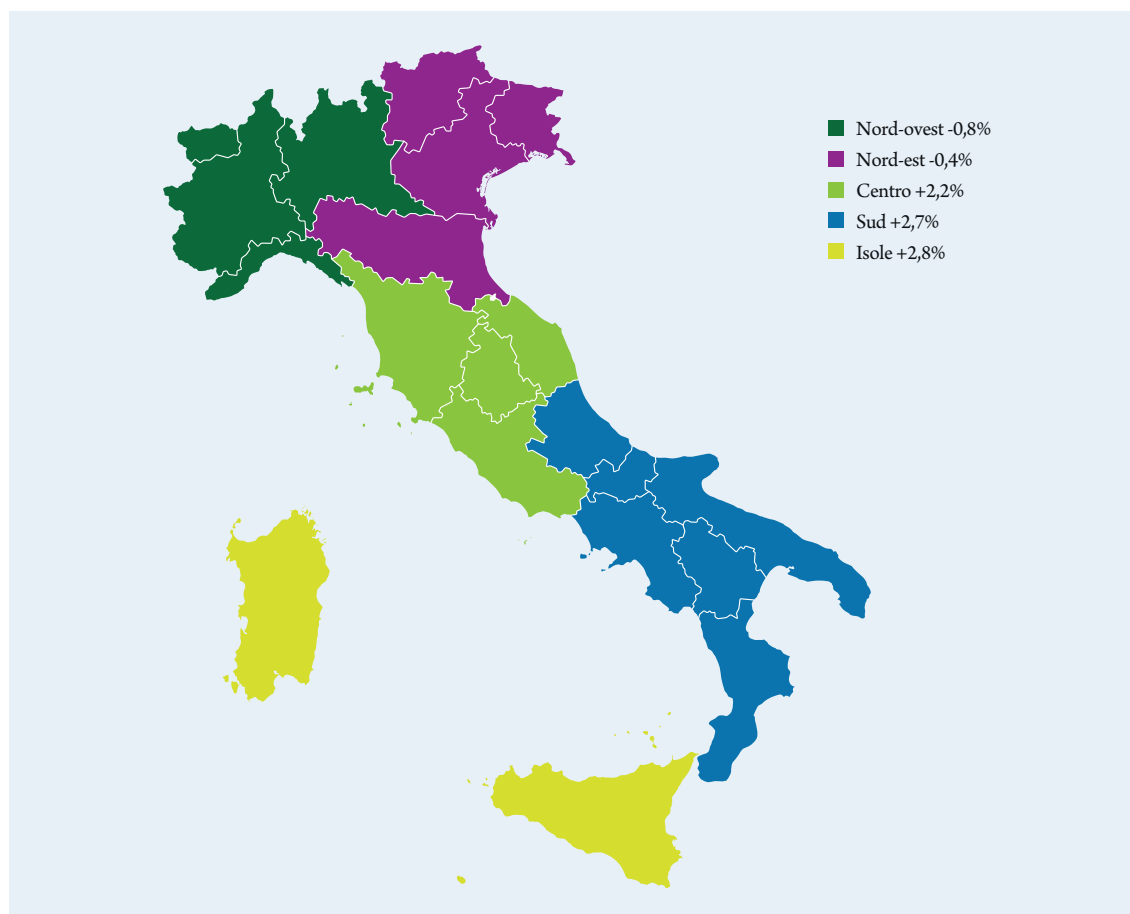 Nord-ovest -0,8%
Nord-est -0,4%
Centro +2,2%
Sud +2,7%
Isole +2,8%